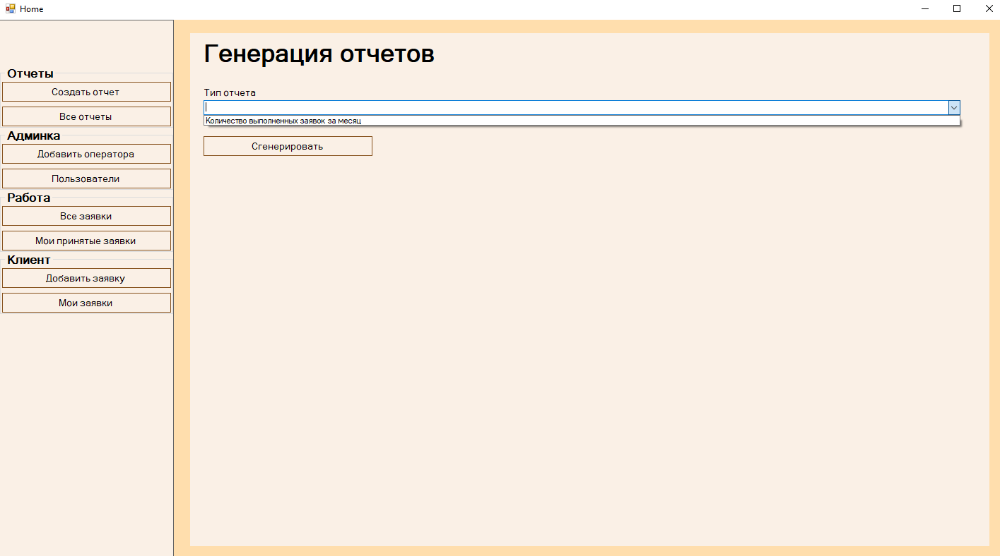 Home
Отчеты
Создать отчет
Все отчеты
Админка
Добавить оператора
Пользователи
Работа
Все заявки
Мои принятые заявки
Клиент
Добавить заявку
Мои заявки
Генерация отчетов
Тип отчета
Количество выполненных заявок за месяц
Сгенерировать